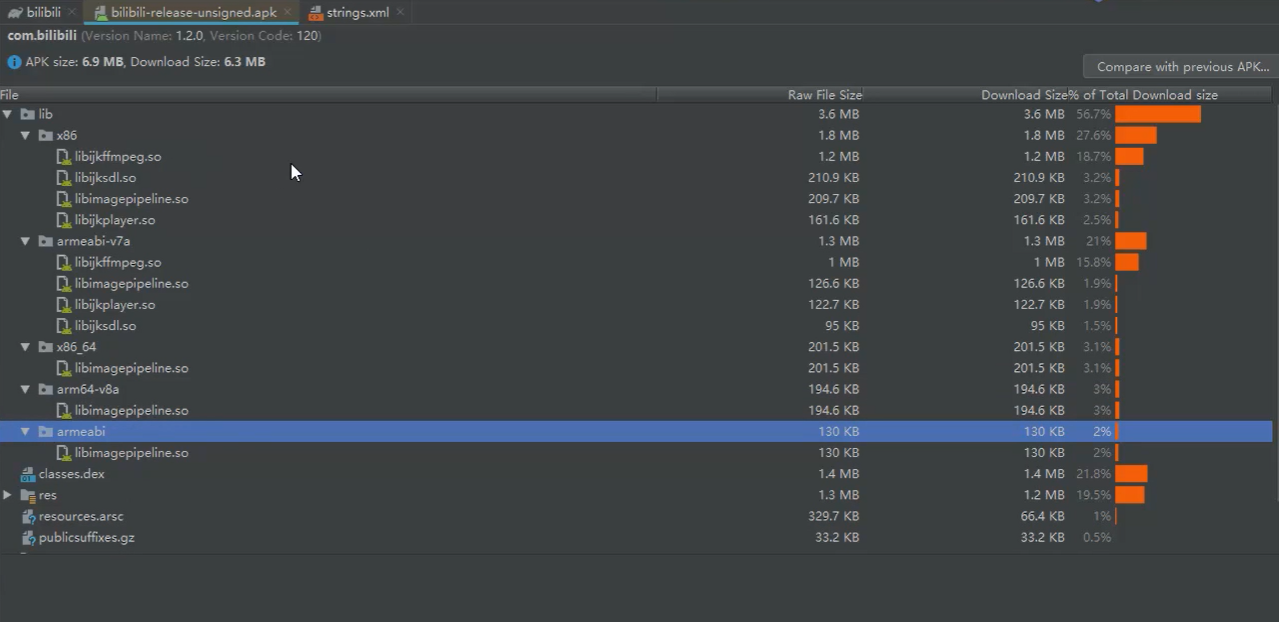 bilibili bilibili-release-unsigned.apk strings.xml
com.bilibili (Version Name: 1.2.0, Version Code: 120)
APK size: 6.9 MB, Download Size: 6.3 MB
Compare with previous APK...
File Raw File Size Download Size % of Total Download size
lib 3.6 MB 3.6 MB 56.7%
x86 1.8 MB 1.8 MB 27.6%
libijkffmpeg.so 1.2 MB 1.2 MB 18.7%
libijksdl.so 210.9 KB 210.9 KB 3.2%
libimagepipeline.so 209.7 KB 209.7 KB 3.2%
libijkplayer.so 161.6 KB 161.6 KB 2.5%
armeabi-v7a 1.3 MB 1.3 MB 21%
libijkffmpeg.so 1 MB 1 MB 15.8%
libimagepipeline.so 126.6 KB 126.6 KB 1.9%
libijkplayer.so 122.7 KB 122.7 KB 1.9%
libijksdl.so 95 KB 95 KB 1.5%
x86_64 201.5 KB 201.5 KB 3.1%
libimagepipeline.so 201.5 KB 201.5 KB 3.1%
arm64-v8a 194.6 KB 194.6 KB 3%
libimagepipeline.so 194.6 KB 194.6 KB 3%
armeabi 130 KB 130 KB 2%
libimagepipeline.so 130 KB 130 KB 2%
classes.dex 1.4 MB 1.4 MB 21.8%
res 1.3 MB 1.2 MB 19.5%
resources.arsc 329.7 KB 66.4 KB 1%
publicsuffixes.gz 33.2 KB 33.2 KB 0.5%